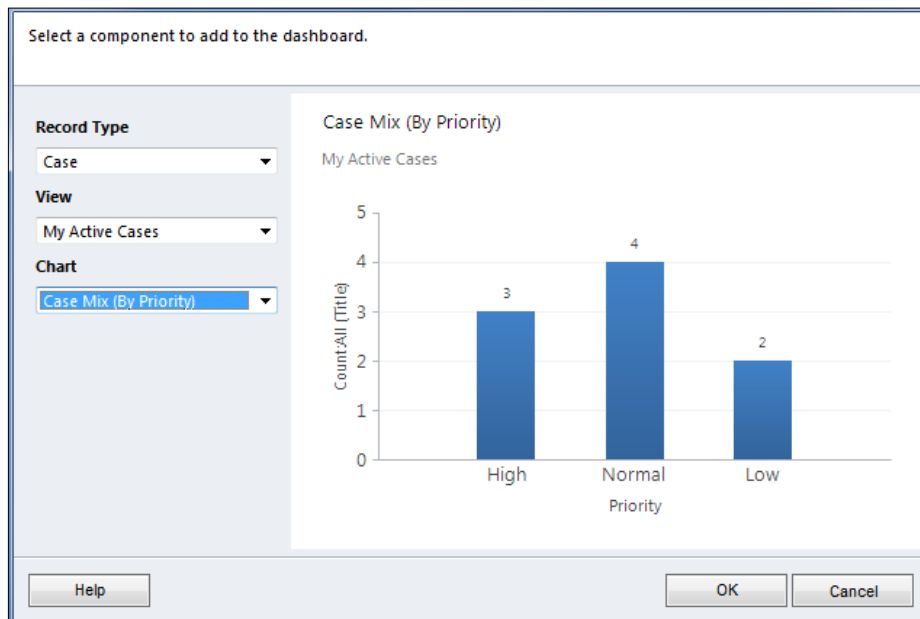 Select a component to add to the dashboard.
Record Type
Case
View
My Active Cases
Chart
Case Mix (By Priority)
Case Mix (By Priority)
My Active Cases
5
4
3
2
1
0
Count:All (Title)
3
4
2
High Normal Low
Priority
Help OK Cancel